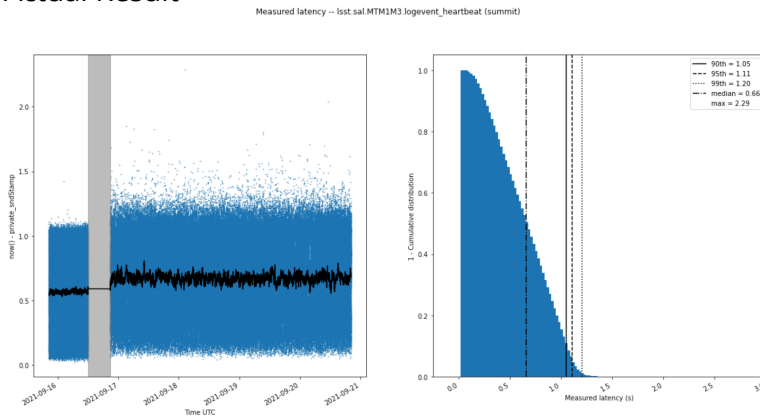 Actual Result
Measured latency -- lsst.sal.MTM1M3.logevent_heartbeat (summit)
now() - private_sndStamp
2.0
1.5
1.0
0.5
0.0
2021-09-16
2021-09-17
2021-09-18
2021-09-19
2021-09-20
2021-09-21
Time UTC
1 - Cumulative distribution
1.0
0.8
0.6
0.4
0.2
0.0
0.0
0.5
1.0
1.5
2.0
2.5
Measured latency (s)
90th = 1.05
95th = 1.11
99th = 1.20
median = 0.66
max = 2.29